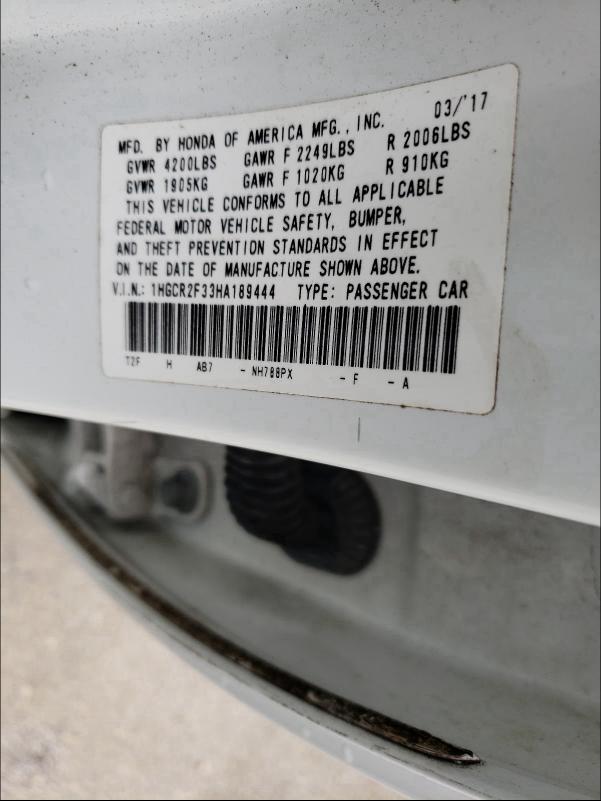 MFD. BY HONDA OF AMERICA MFG., INC. 03/'17
GVWR 4200LBS GAWR F 2249LBS R 2006LBS
GVWR 1905KG GAWR F 1020KG R 910KG
THIS VEHICLE CONFORMS TO ALL APPLICABLE
FEDERAL MOTOR VEHICLE SAFETY, BUMPER,
AND THEFT PREVENTION STANDARDS IN EFFECT
ON THE DATE OF MANUFACTURE SHOWN ABOVE.
V.I.N.: 1HGCR2F33HA189444 TYPE: PASSENGER CAR
T2F H AB7 - NH788PX - F - A